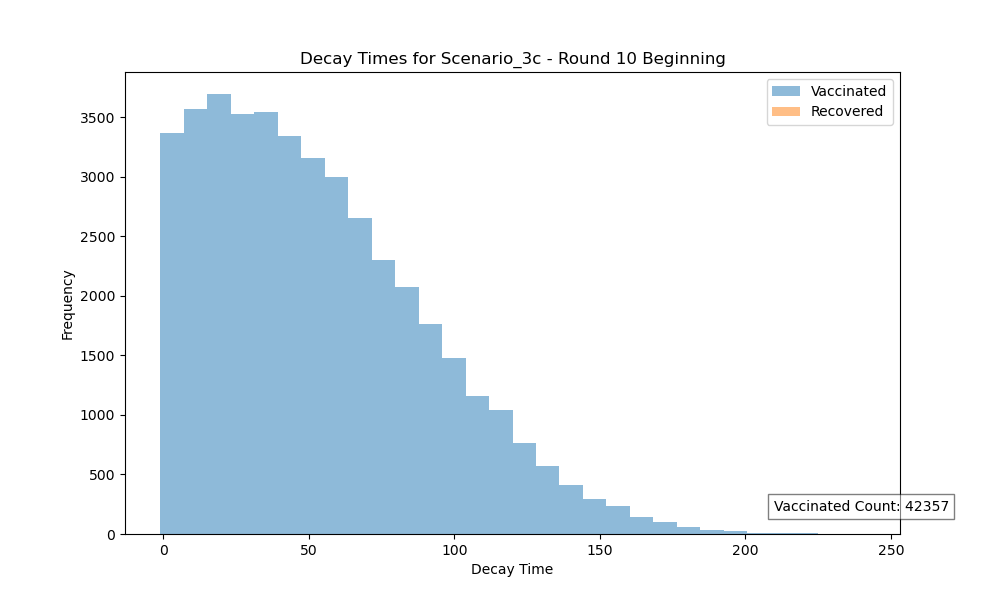 Decay Times for Scenario_3c - Round 10 Beginning
Vaccinated
Recovered
3500
3000
2500
2000
1500
1000
500
0
Frequency
Vaccinated Count: 42357
0 50 100 150 200 250
Decay Time